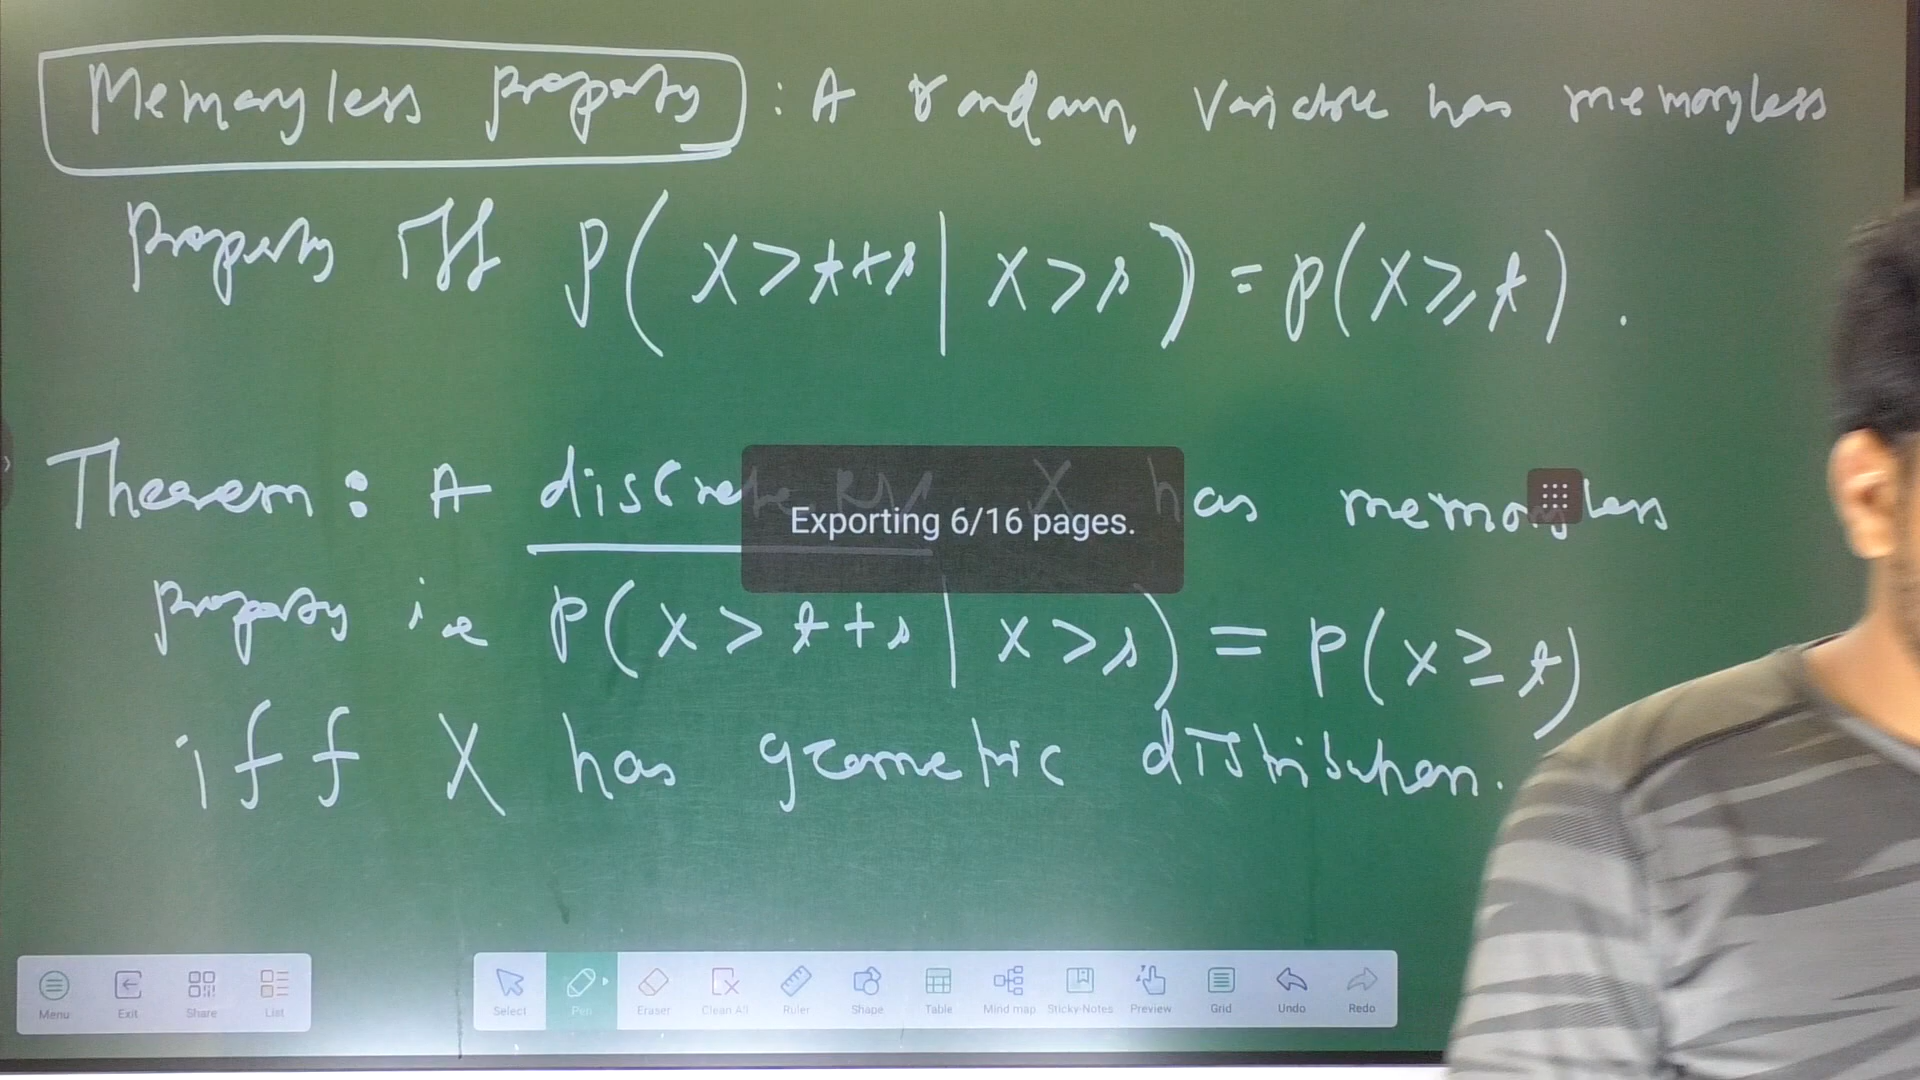 Memoryless property : A random variable has memoryless
property iff P( X > t+s | X > s ) = P( X ≥ t ) .
Theorem : A discrete RV X has memoryless
Exporting 6/16 pages.
property i.e P( X > t+s | X > s ) = P( X ≥ t )
iff X has geometric distribution.
Menu Exit Share List Select Pen Eraser Clean All Ruler Shape Table Mind map Sticky-Notes Preview Grid Undo Redo